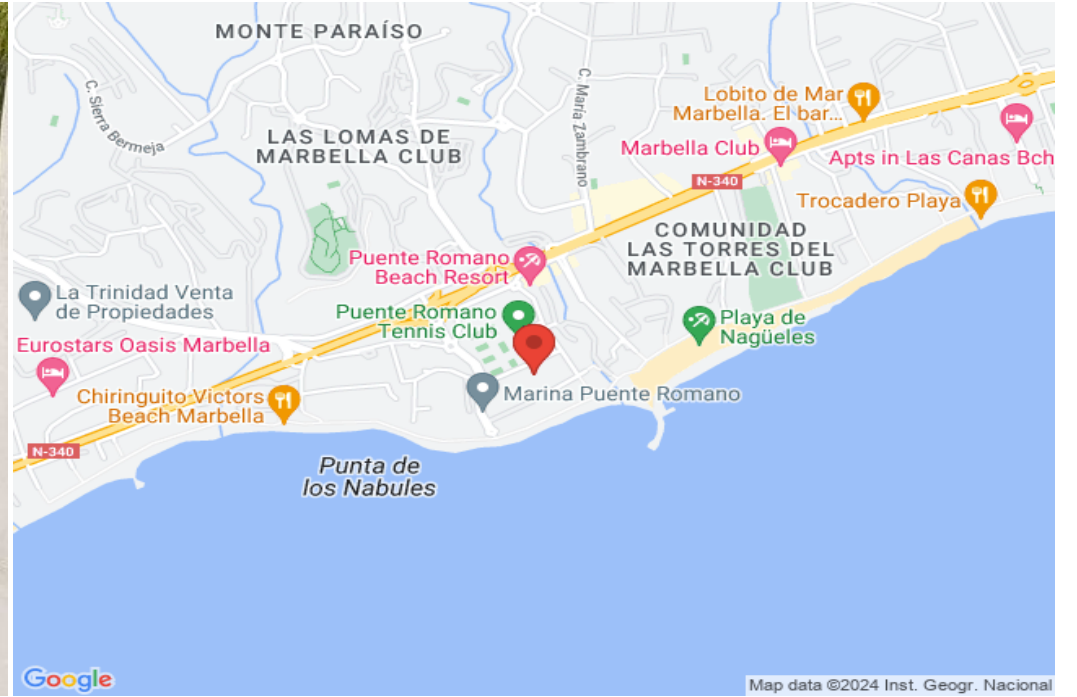 MONTE PARAÍSO
C. Sierra Bermeja
C. María Zambrano
LAS LOMAS DE
MARBELLA CLUB
Lobito de Mar
Marbella. El bar...
Marbella Club
Apts in Las Canas Bch
N-340
Trocadero Playa
COMUNIDAD
LAS TORRES DEL
MARBELLA CLUB
Puente Romano
Beach Resort
La Trinidad Venta
de Propiedades
Puente Romano
Tennis Club
Playa de
Nagüeles
Eurostars Oasis Marbella
Chiringuito Victors
Beach Marbella
Marina Puente Romano
N-340
Punta de
los Nabules
Google
Map data ©2024 Inst. Geogr. Nacional